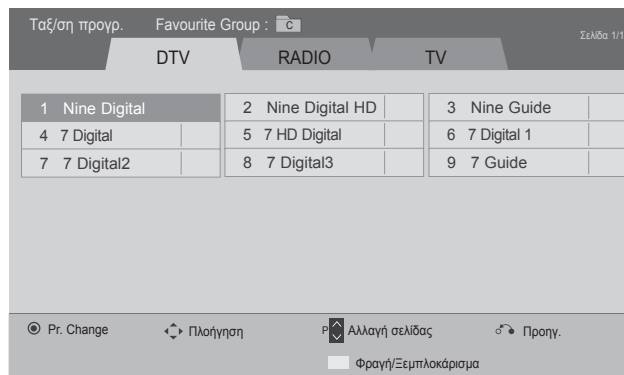 Ταξ/ση προγρ. Favourite Group : C
Σελίδα 1/1
DTV RADIO TV
1 Nine Digital 2 Nine Digital HD 3 Nine Guide
4 7 Digital 5 7 HD Digital 6 7 Digital 1
7 7 Digital2 8 7 Digital3 9 7 Guide
Pr. Change Πλοήγηση P Αλλαγή σελίδας Προηγ.
Φραγή/Ξεμπλοκάρισμα